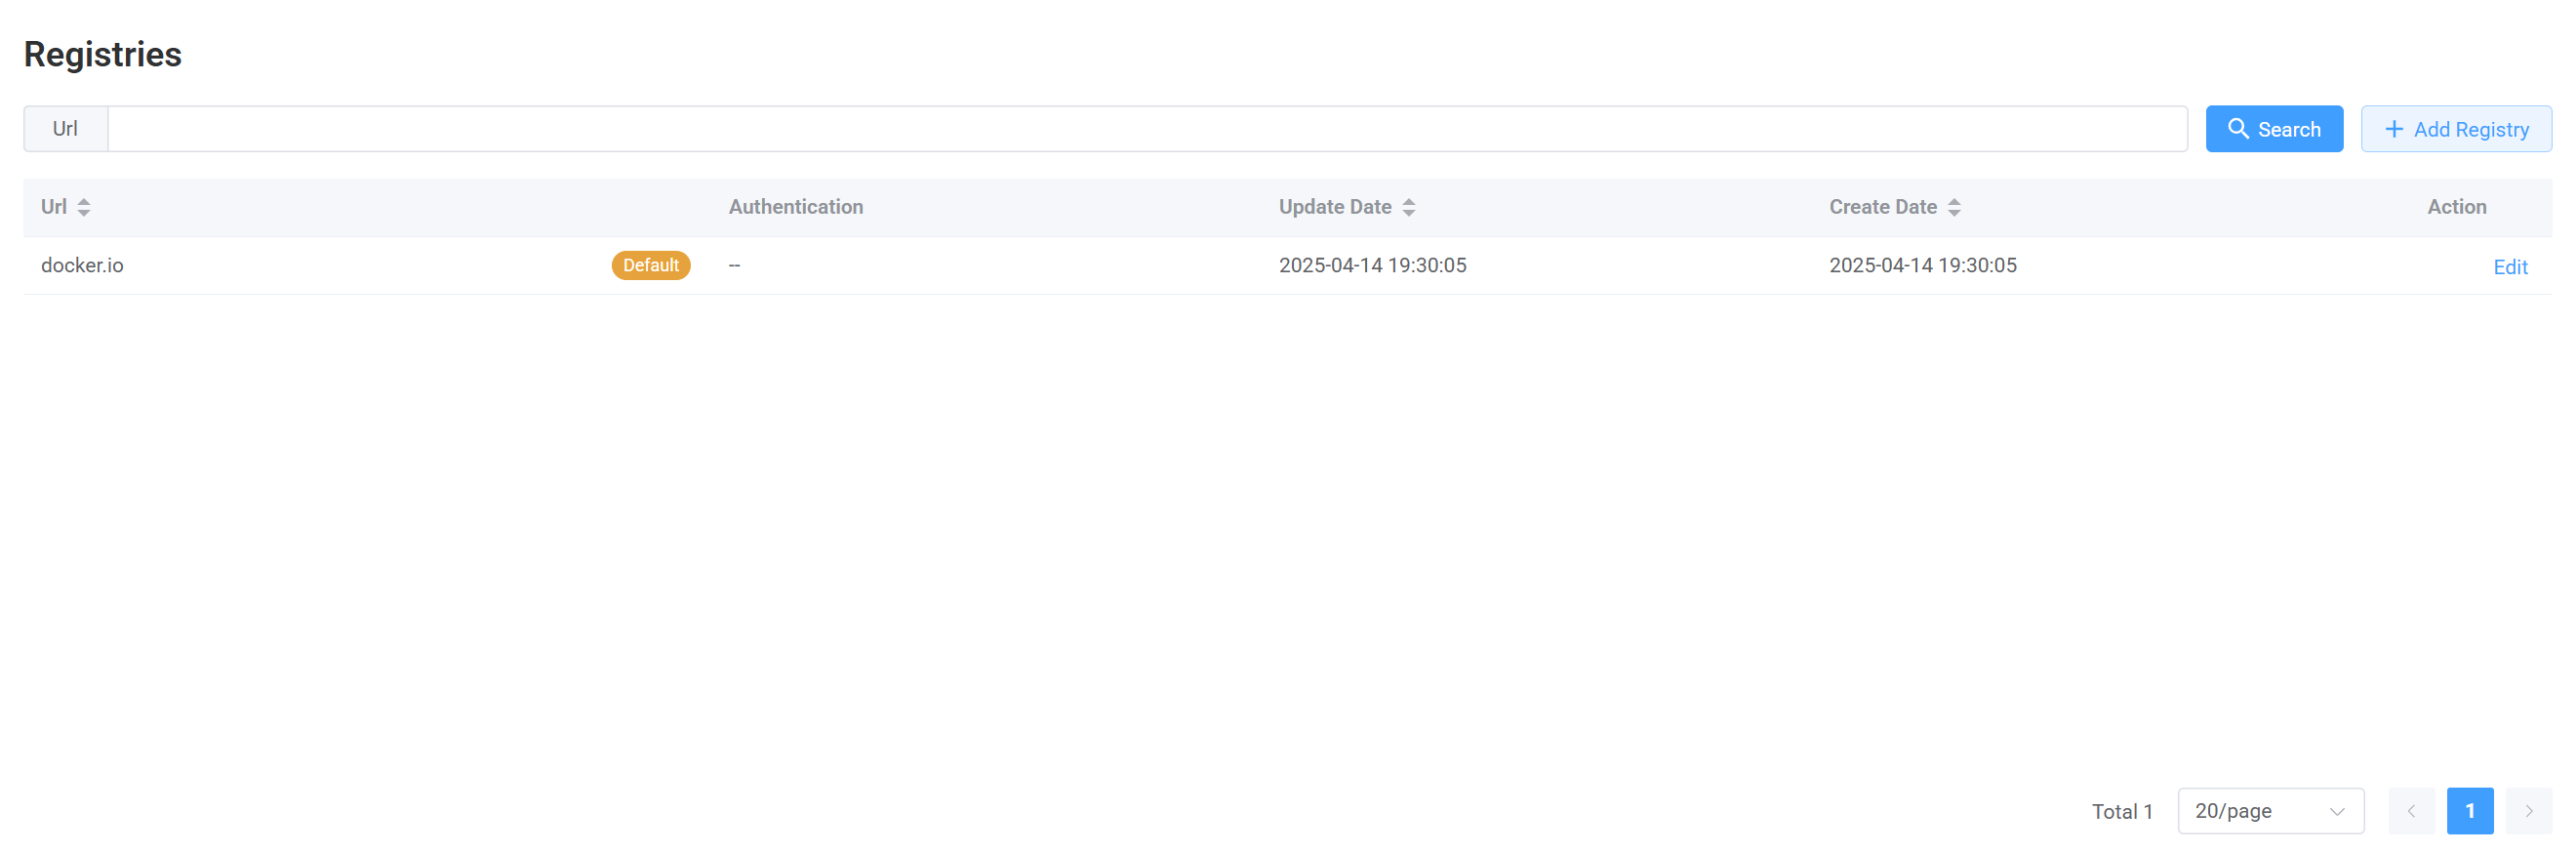 Registries
Url
Search
Add Registry
Url Authentication Update Date Create Date Action
docker.io Default -- 2025-04-14 19:30:05 2025-04-14 19:30:05 Edit
Total 1 20/page 1